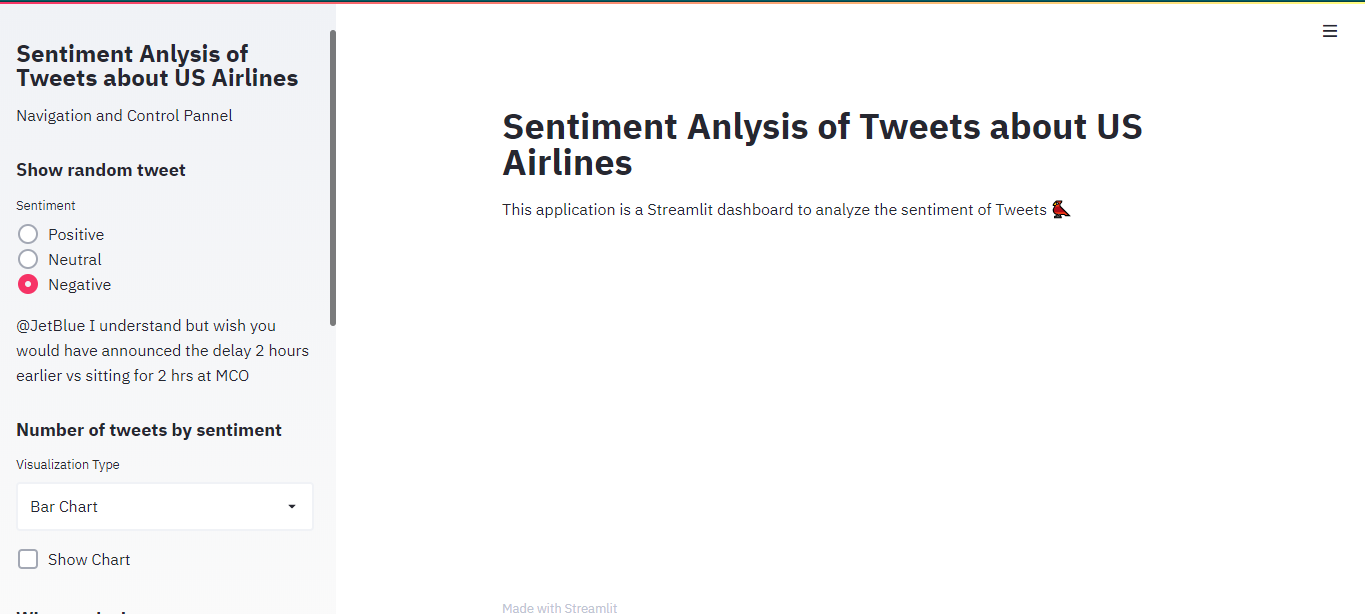 Sentiment Anlysis of
Tweets about US Airlines
Navigation and Control Pannel
Show random tweet
Sentiment
Positive
Neutral
Negative
@JetBlue I understand but wish you
would have announced the delay 2 hours
earlier vs sitting for 2 hrs at MCO
Number of tweets by sentiment
Visualization Type
Bar Chart
Show Chart
Sentiment Anlysis of Tweets about US
Airlines
This application is a Streamlit dashboard to analyze the sentiment of Tweets
Made with Streamlit